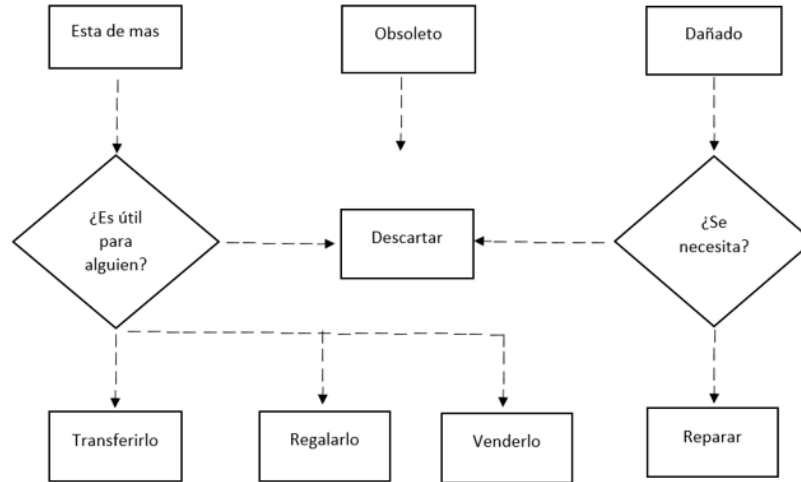 Esta de mas
Obsoleto
Dañado
¿Es útil
para
alguien?
Descartar
¿Se
necesita?
Transferirlo
Regalarlo
Venderlo
Reparar